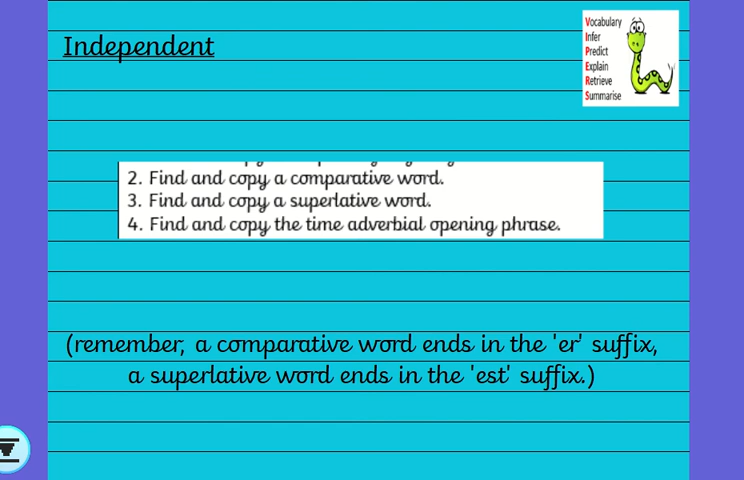 Independent
Vocabulary
Infer
Predict
Explain
Retrieve
Summarise
2. Find and copy a comparative word.
3. Find and copy a superlative word.
4. Find and copy the time adverbial opening phrase.
(remember, a comparative word ends in the 'er' suffix,
a superlative word ends in the 'est' suffix.)